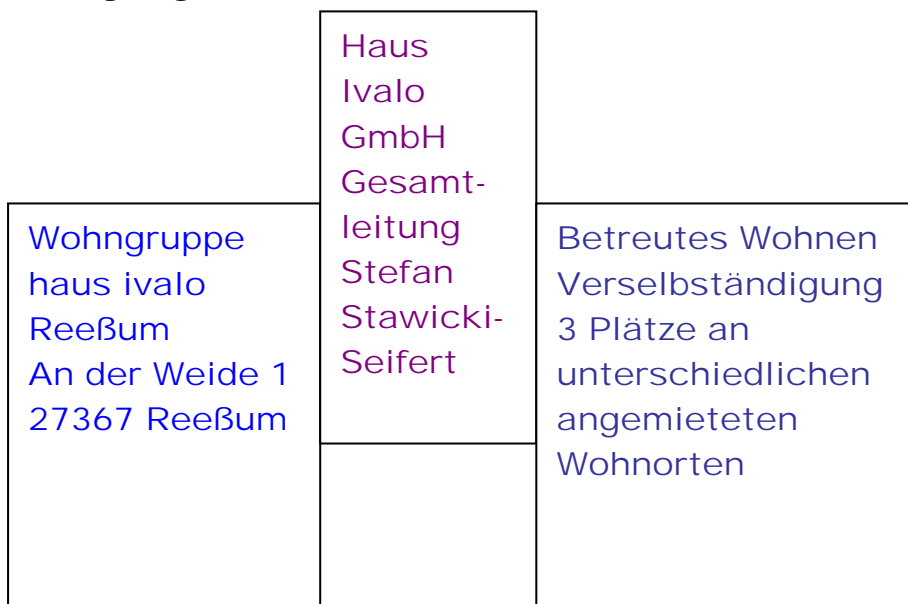 Haus
Ivalo
GmbH
Gesamt-
leitung
Stefan
Stawicki-
Seifert
Wohngruppe
haus ivalo
Reeßum
An der Weide 1
27367 Reeßum
Betreutes Wohnen
Verselbständigung
3 Plätze an
unterschiedlichen
angemieteten
Wohnorten